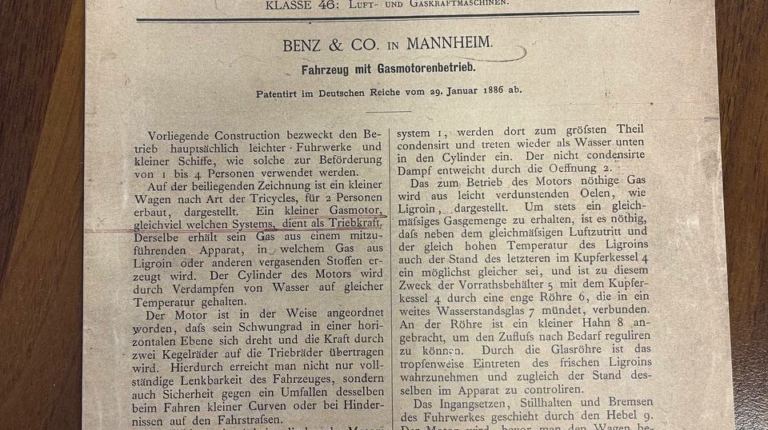 KLASSE 46: LUFT- UND GASKRAFTMASCHINEN.
BENZ & CO. IN MANNHEIM.
Fahrzeug mit Gasmotorenbetrieb.
Patentirt im Deutschen Reiche vom 29. Januar 1886 ab.
Vorliegende Construction bezweckt den Be-
trieb hauptsächlich leichter Fuhrwerke und
kleiner Schiffe, wie solche zur Beförderung
von 1 bis 4 Personen verwendet werden.
Auf der beiliegenden Zeichnung ist ein kleiner
Wagen nach Art der Tricycles, für 2 Personen
erbaut, dargestellt. Ein kleiner Gasmotor,
gleichviel welchen Systems, dient als Triebkraft.
Derselbe erhält sein Gas aus einem mitzu-
führenden Apparat, in welchem Gas aus
Ligroin oder anderen vergasenden Stoffen er-
zeugt wird. Der Cylinder des Motors wird
durch Verdampfen von Wasser auf gleicher
Temperatur gehalten.
Der Motor ist in der Weise angeordnet
worden, daſs sein Schwungrad in einer hori-
zontalen Ebene sich dreht und die Kraft durch
zwei Kegelräder auf die Triebräder übertragen
wird. Hierdurch erreicht man nicht nur voll-
ständige Lenkbarkeit des Fahrzeuges, sondern
auch Sicherheit gegen ein Umfallen desselben
beim Fahren kleiner Curven oder bei Hinder-
nissen auf den Fahrstraſsen.
system 1, werden dort zum gröſsten Theil
condensirt und treten wieder als Wasser unten
in den Cylinder ein. Der nicht condensirte
Dampf entweicht durch die Oeffnung 2.
Das zum Betrieb des Motors nöthige Gas
wird aus leicht verdunstenden Oelen, wie
Ligroin, dargestellt. Um stets ein gleich-
mäſsiges Gasgemenge zu erhalten, ist es nöthig,
daſs neben dem gleichmäſsigen Luftzutritt und
der gleich hohen Temperatur des Ligroins
auch der Stand des letzteren im Kupferkessel 4
ein möglichst gleicher sei, und ist zu diesem
Zweck der Vorrathsbehälter 5 mit dem Kupfer-
kessel 4 durch eine enge Röhre 6, die in ein
weites Wasserstandsglas 7 mündet, verbunden.
An der Röhre ist ein kleiner Hahn 8 an-
gebracht, um den Zufluſs nach Bedarf reguliren
zu können. Durch die Glasröhre ist das
tropfenweise Eintreten des frischen Ligroins
wahrzunehmen und zugleich der Stand des-
selben im Apparat zu controliren.
Das Ingangsetzen, Stillhalten und Bremsen
des Fuhrwerkes geschieht durch den Hebel 9.
Der Motor wird, bevor man den Wagen be-